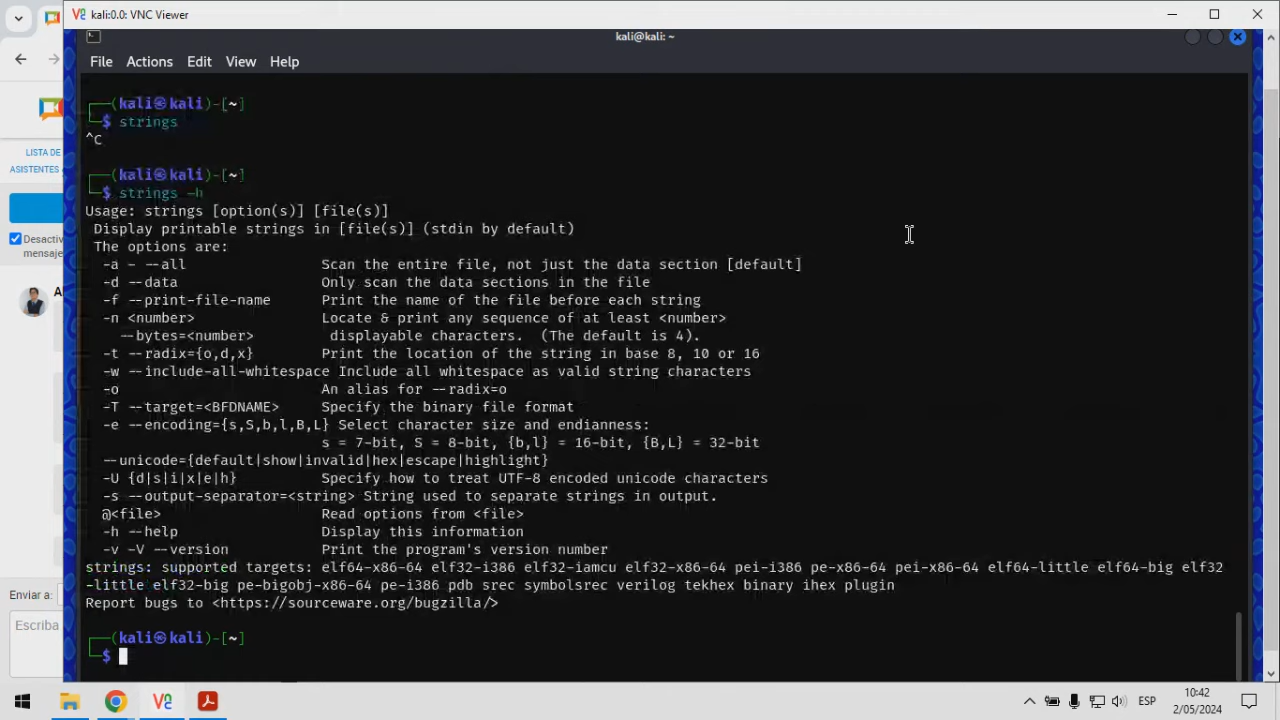 kali:0.0: VNC Viewer
kali@kali: ~
File Actions Edit View Help
┌──(kali㉿kali)-[~]
└─$ strings
^C
┌──(kali㉿kali)-[~]
└─$ strings -h
Usage: strings [option(s)] [file(s)]
Display printable strings in [file(s)] (stdin by default)
The options are:
-a - --all Scan the entire file, not just the data section [default]
-d --data Only scan the data sections in the file
-f --print-file-name Print the name of the file before each string
-n <number> Locate & print any sequence of at least <number>
--bytes=<number> displayable characters. (The default is 4).
-t --radix={o,d,x} Print the location of the string in base 8, 10 or 16
-w --include-all-whitespace Include all whitespace as valid string characters
-o An alias for --radix=o
-T --target=<BFDNAME> Specify the binary file format
-e --encoding={s,S,b,l,B,L} Select character size and endianness:
s = 7-bit, S = 8-bit, {b,l} = 16-bit, {B,L} = 32-bit
--unicode={default|show|invalid|hex|escape|highlight}
-U {d|s|i|x|e|h} Specify how to treat UTF-8 encoded unicode characters
-s --output-separator=<string> String used to separate strings in output.
@<file> Read options from <file>
-h --help Display this information
-v -V --version Print the program's version number
strings: supported targets: elf64-x86-64 elf32-i386 elf32-iamcu elf32-x86-64 pei-i386 pe-x86-64 pei-x86-64 elf64-little elf64-big elf32
-little elf32-big pe-bigobj-x86-64 pe-i386 pdb srec symbolsrec verilog tekhex binary ihex plugin
Report bugs to <https://sourceware.org/bugzilla/>
┌──(kali㉿kali)-[~]
└─$
LISTA DE
ASISTENTES
Desactiv
mensaje
A
Enviar a:
Escriba
ESP
10:42
2/05/2024